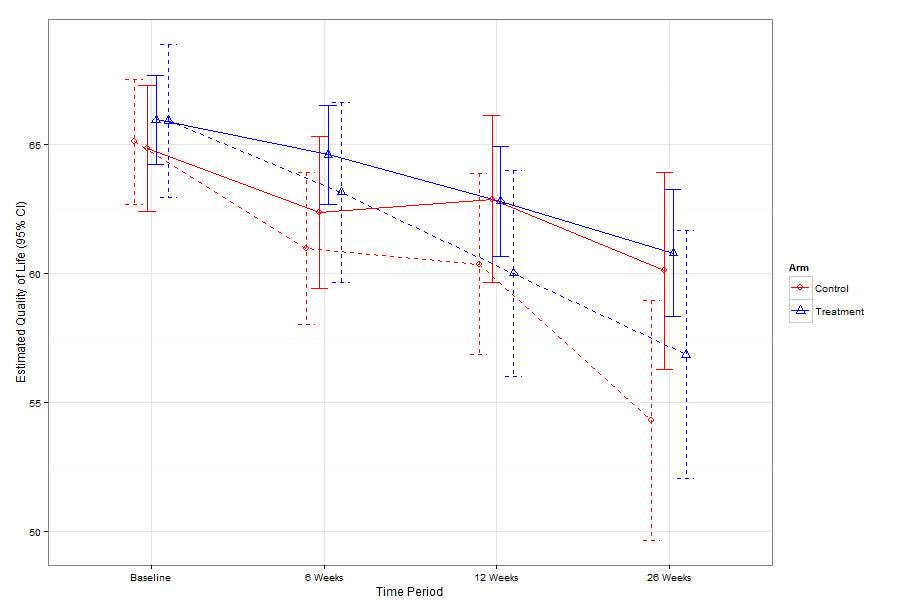 Estimated Quality of Life (95% CI)
65
60
55
50
Baseline
6 Weeks
12 Weeks
26 Weeks
Time Period
Arm
Control
Treatment